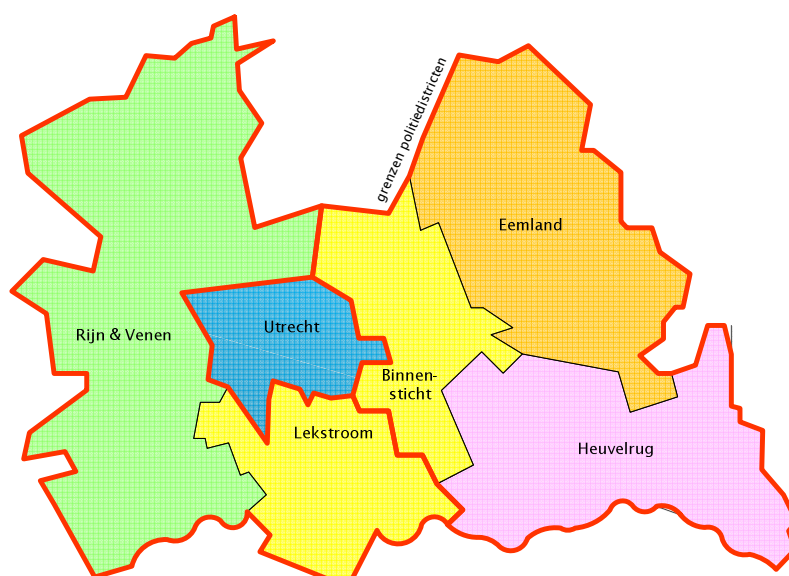 grenzen politiedistricten
Eemland
Rijn & Venen
Utrecht
Binnen-
sticht
Lekstroom
Heuvelrug